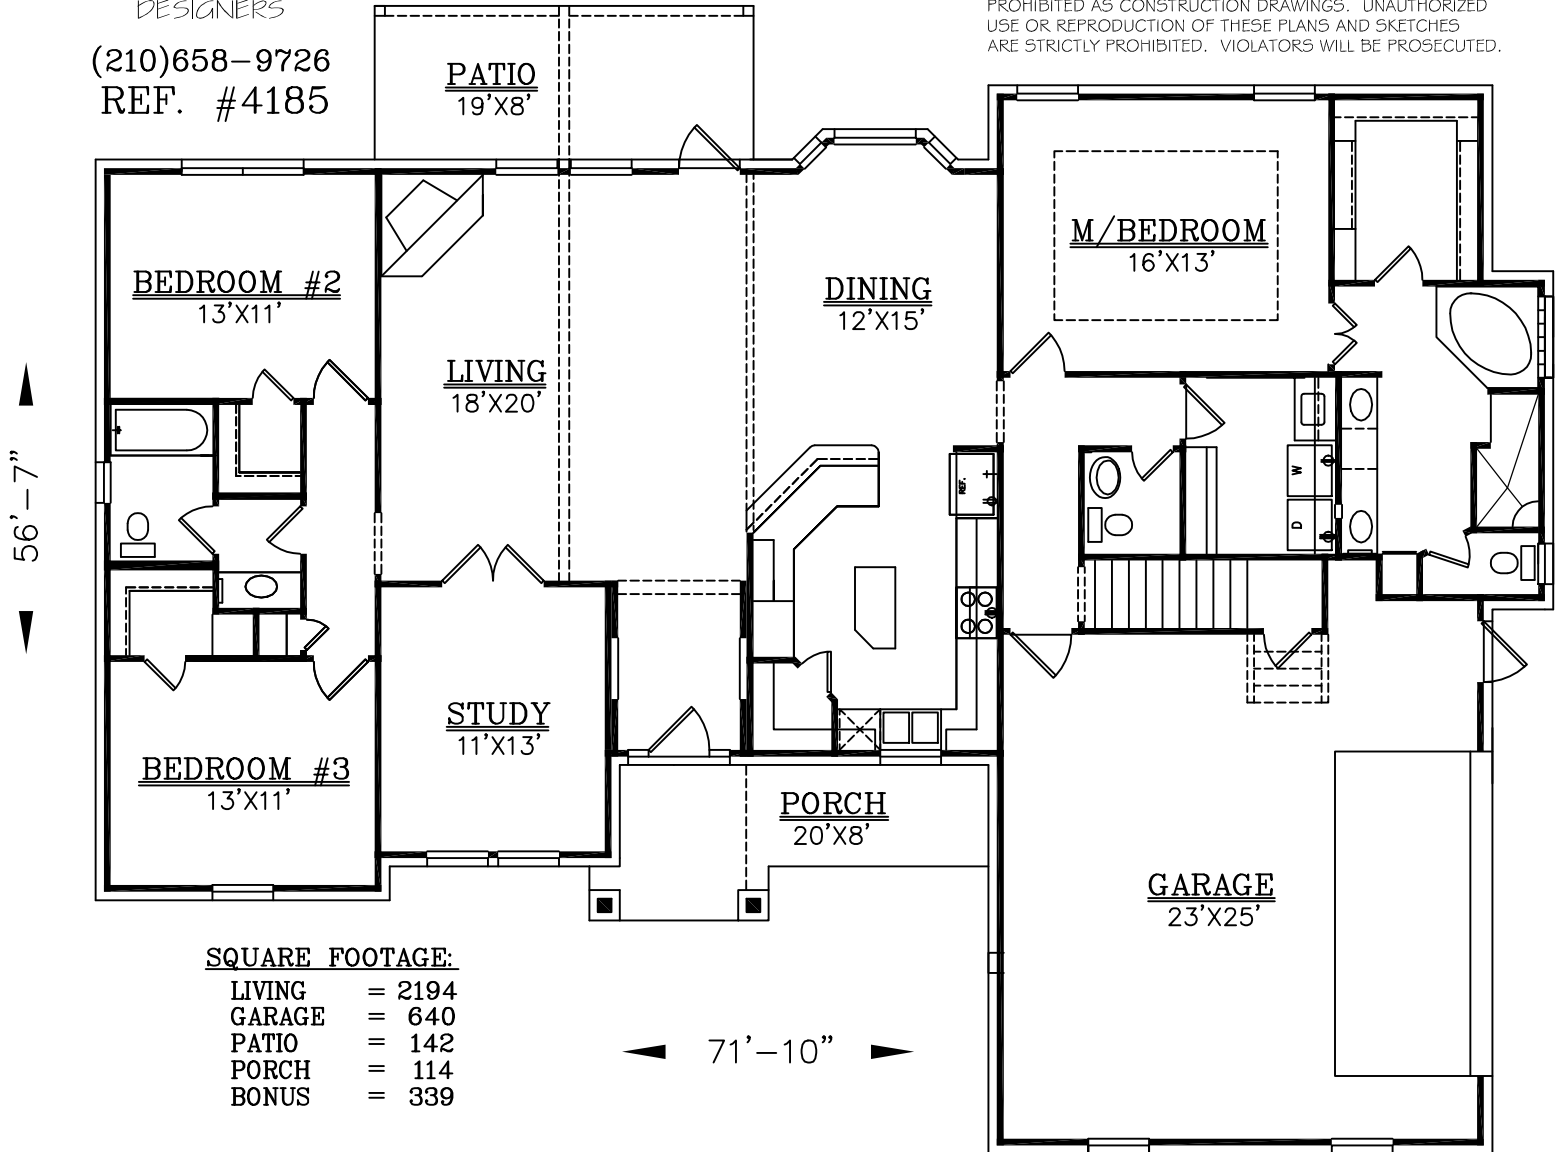 DESIGNERS
(210)658-9726
REF. #4185
PROHIBITED AS CONSTRUCTION DRAWINGS. UNAUTHORIZED
USE OR REPRODUCTION OF THESE PLANS AND SKETCHES
ARE STRICTLY PROHIBITED. VIOLATORS WILL BE PROSECUTED.
PATIO
19'X8'
M/BEDROOM
16'X13'
BEDROOM #2
13'X11'
DINING
12'X15'
LIVING
18'X20'
56'-7"
REF.
W
D
STUDY
11'X13'
BEDROOM #3
13'X11'
PORCH
20'X8'
GARAGE
23'X25'
SQUARE FOOTAGE:
LIVING = 2194
GARAGE = 640
PATIO = 142
PORCH = 114
BONUS = 339
71'-10"